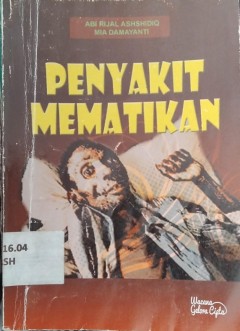 ABI RIJAL ASHSHIDIQ
MIA DAMAYANTI
PENYAKIT
MEMATIKAN
16.04
SH
Wacana
Gelora Cipta